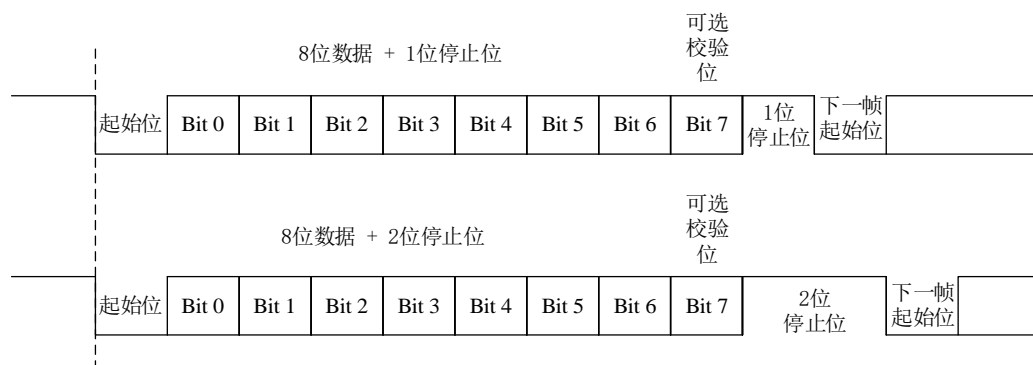 可选
校验
位
8位数据 + 1位停止位
起始位 Bit 0 Bit 1 Bit 2 Bit 3 Bit 4 Bit 5 Bit 6 Bit 7
1位
停止位
下一帧
起始位
可选
校验
位
8位数据 + 2位停止位
起始位 Bit 0 Bit 1 Bit 2 Bit 3 Bit 4 Bit 5 Bit 6 Bit 7
2位
停止位
下一帧
起始位